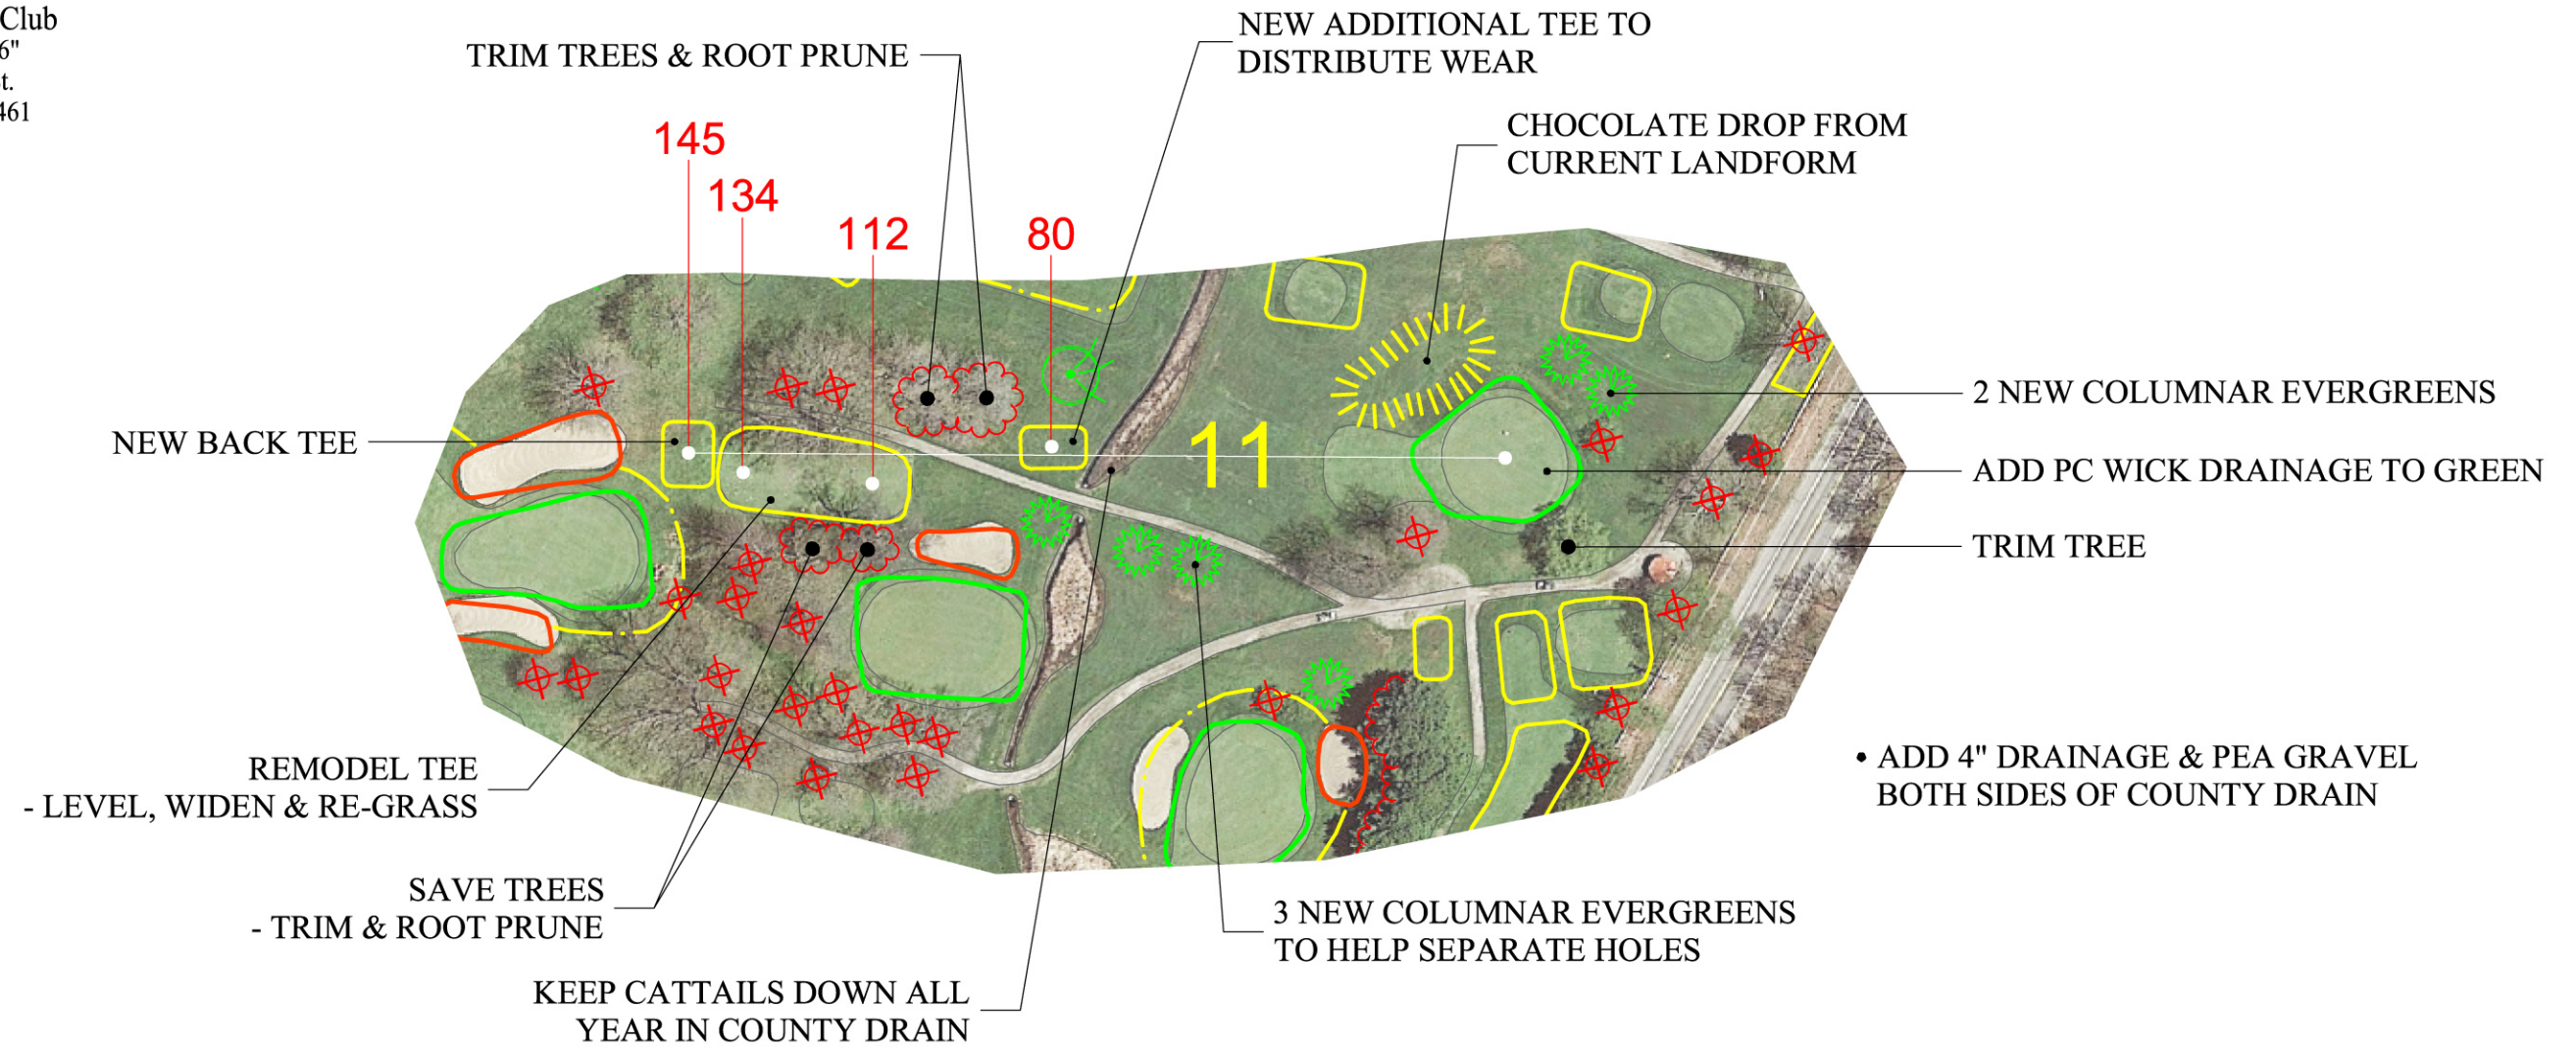 Club
6"
t.
461
TRIM TREES & ROOT PRUNE
NEW ADDITIONAL TEE TO
DISTRIBUTE WEAR
CHOCOLATE DROP FROM
CURRENT LANDFORM
145
134
112
80
NEW BACK TEE
11
2 NEW COLUMNAR EVERGREENS
ADD PC WICK DRAINAGE TO GREEN
TRIM TREE
REMODEL TEE
- LEVEL, WIDEN & RE-GRASS
• ADD 4" DRAINAGE & PEA GRAVEL
BOTH SIDES OF COUNTY DRAIN
SAVE TREES
- TRIM & ROOT PRUNE
3 NEW COLUMNAR EVERGREENS
TO HELP SEPARATE HOLES
KEEP CATTAILS DOWN ALL
YEAR IN COUNTY DRAIN